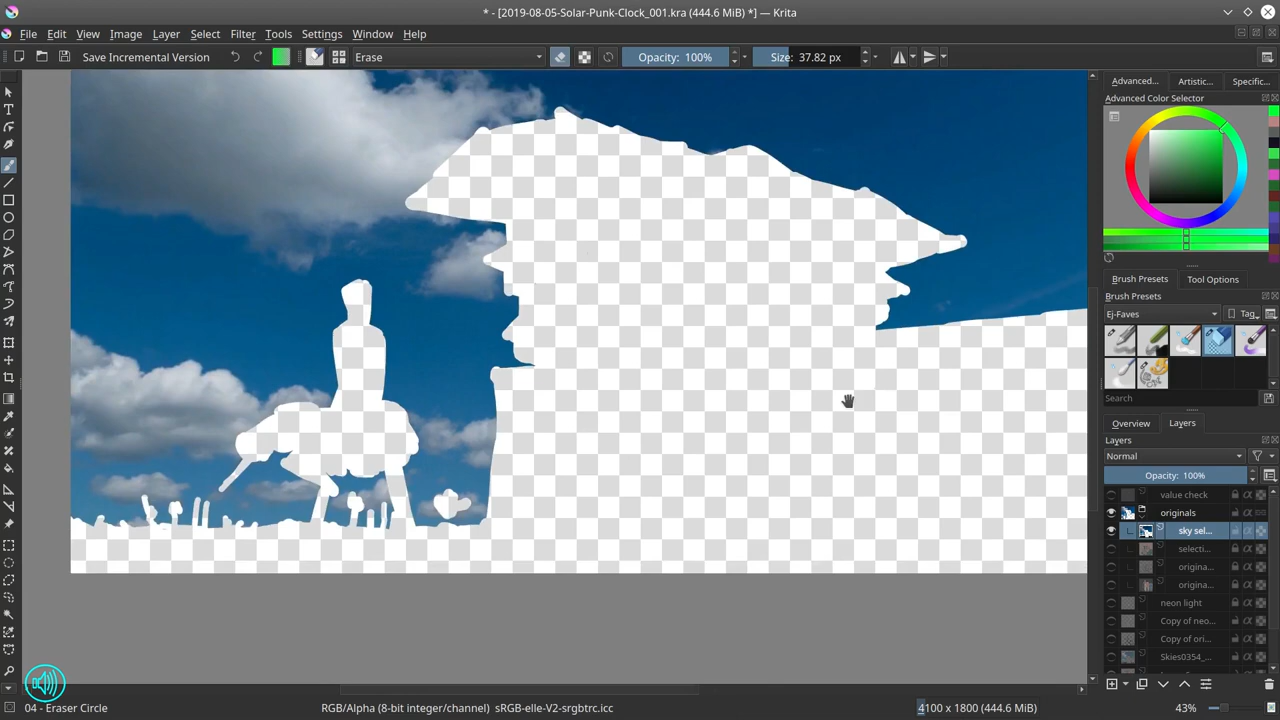 * - [2019-08-05-Solar-Punk-Clock_001.kra (444.6 MiB) *] — Krita
File Edit View Image Layer Select Filter Tools Settings Window Help
Save Incremental Version Erase Opacity: 100% Size: 37.82 px
Advanced... Artistic... Specific...
Advanced Color Selector
Brush Presets Tool Options
Brush Presets
Ej-Faves Tag
Search
Overview Layers
Layers
Normal
Opacity: 100%
value check
originals
sky sel...
selecti...
origina...
origina...
neon light
Copy of neo...
Copy of ori...
Skies0354_...
04 - Eraser Circle RGB/Alpha (8-bit integer/channel) sRGB-elle-V2-srgbtrc.icc 4100 x 1800 (444.6 MiB) 43%